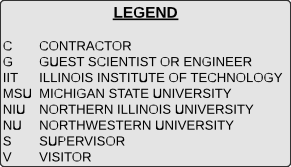 LEGEND
C CONTRACTOR
G GUEST SCIENTIST OR ENGINEER
IIT ILLINOIS INSTITUTE OF TECHNOLOGY
MSU MICHIGAN STATE UNIVERSITY
NIU NORTHERN ILLINOIS UNIVERSITY
NU NORTHWESTERN UNIVERSITY
S SUPERVISOR
V VISITOR